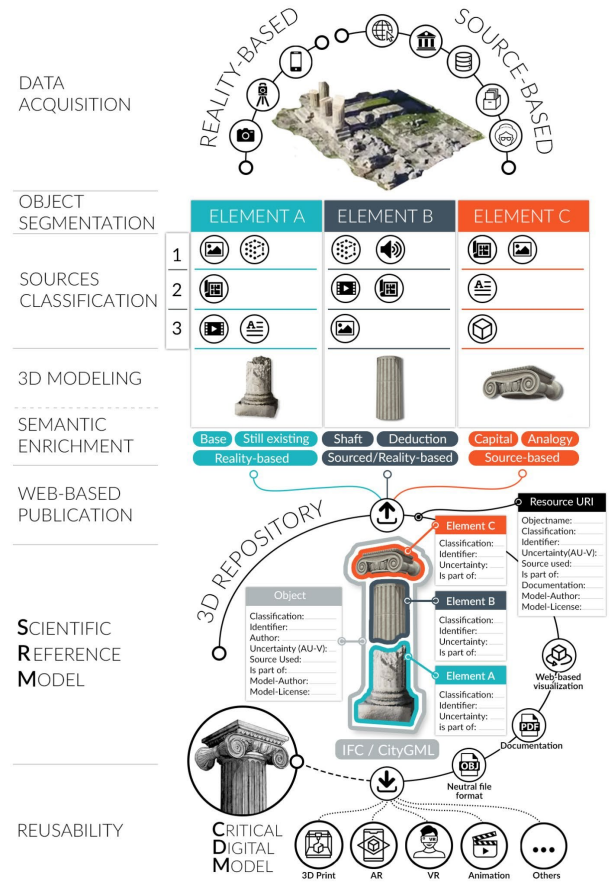 DATA
ACQUISITION
REALITY-BASED
SOURCE-BASED
OBJECT
SEGMENTATION
ELEMENT A
ELEMENT B
ELEMENT C
SOURCES
CLASSIFICATION
1
2
3
3D MODELING
SEMANTIC
ENRICHMENT
Base
Still existing
Reality-based
Shaft
Deduction
Sourced/Reality-based
Capital
Analogy
Source-based
WEB-BASED
PUBLICATION
3D REPOSITORY
Resource URI
Objectname:
Classification:
Identifier:
Uncertainty(AU-V):
Source used:
Is part of:
Documentation:
Model-Author:
Model-License:
Element C
Classification:
Identifier:
Uncertainty:
Is part of:
SCIENTIFIC
REFERENCE
MODEL
Object
Classification:
Identifier:
Author:
Uncertainty (AU-V):
Source Used:
Is part of:
Model-Author:
Model-License:
Element B
Classification:
Identifier:
Uncertainty:
Is part of:
Element A
Classification:
Identifier:
Uncertainty:
is part of:
Web-based
visualization
PDF
Documentation
IFC / CityGML
OBJ
Neutral file
format
REUSABILITY
CRITICAL
DIGITAL
MODEL
VR
3D Print
AR
VR
Animation
Others